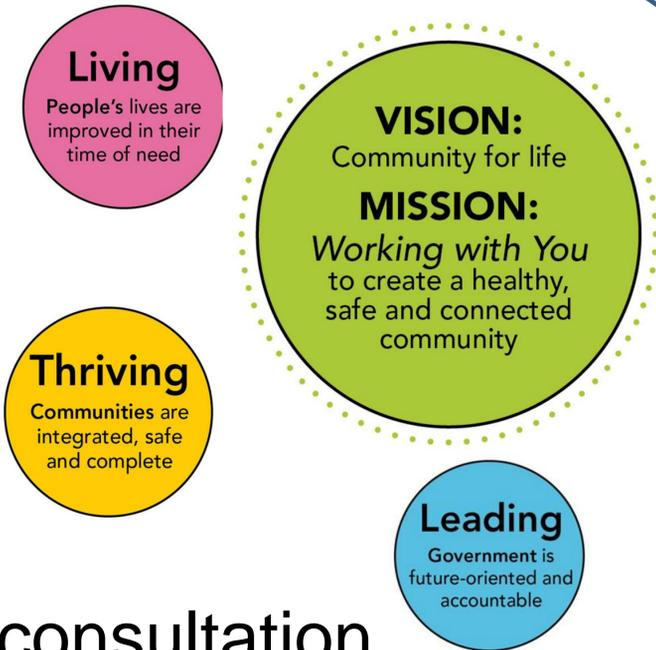 Living
People's lives are
improved in their
time of need
VISION:
Community for life
MISSION:
Working with You
to create a healthy,
safe and connected
community
Thriving
Communities are
integrated, safe
and complete
Leading
Government is
future-oriented and
accountable
consultation